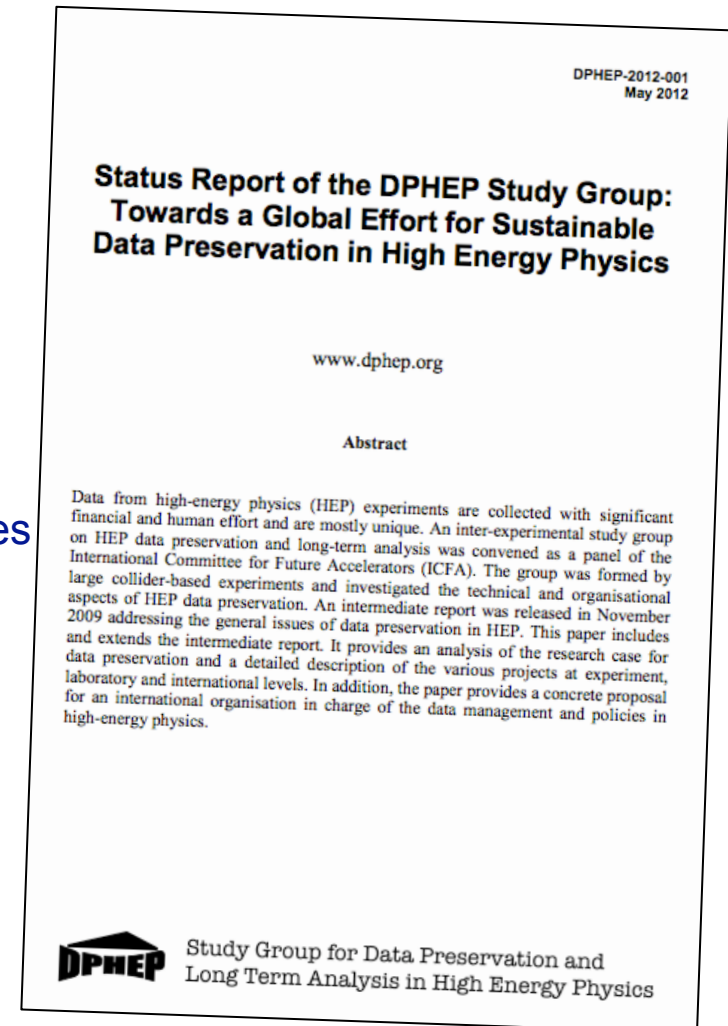 DPHEP-2012-001
May 2012
Status Report of the DPHEP Study Group:
Towards a Global Effort for Sustainable
Data Preservation in High Energy Physics
www.dphep.org
Abstract
es
Data from high-energy physics (HEP) experiments are collected with significant
financial and human effort and are mostly unique. An inter-experimental study group
on HEP data preservation and long-term analysis was convened as a panel of the
International Committee for Future Accelerators (ICFA). The group was formed by
large collider-based experiments and investigated the technical and organisational
aspects of HEP data preservation. An intermediate report was released in November
2009 addressing the general issues of data preservation in HEP. This paper includes
and extends the intermediate report. It provides an analysis of the research case for
data preservation and a detailed description of the various projects at experiment,
laboratory and international levels. In addition, the paper provides a concrete proposal
for an international organisation in charge of the data management and policies in
high-energy physics.
DPHEP
Study Group for Data Preservation and
Long Term Analysis in High Energy Physics